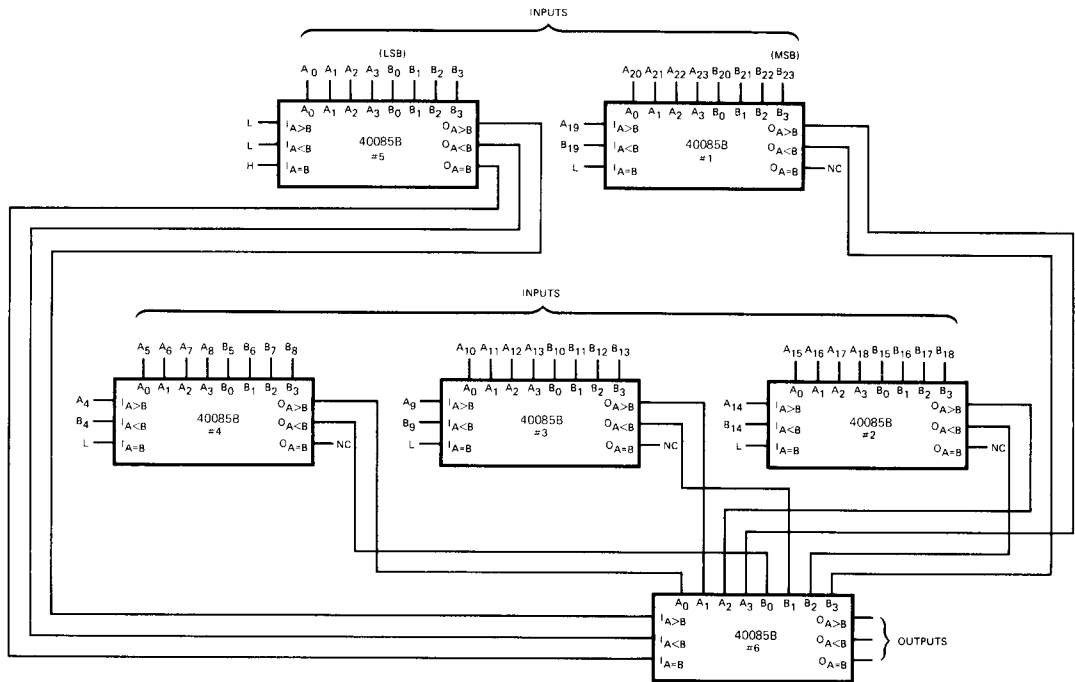 INPUTS
(LSB) (MSB)
A0 A1 A2 A3 B0 B1 B2 B3
A20 A21 A22 A23 B20 B21 B22 B23
A0 A1 A2 A3 B0 B1 B2 B3
A0 A1 A2 A3 B0 B1 B2 B3
L IA>B OA>B
L IA<B 40085B OA<B
H IA=B #5 OA=B
A19 IA>B OA>B
B19 IA<B 40085B OA<B
L IA=B #1 OA=B NC
INPUTS
A5 A6 A7 A8 B5 B6 B7 B8
A10 A11 A12 A13 B10 B11 B12 B13
A15 A16 A17 A18 B15 B16 B17 B18
A0 A1 A2 A3 B0 B1 B2 B3
A0 A1 A2 A3 B0 B1 B2 B3
A0 A1 A2 A3 B0 B1 B2 B3
A4 IA>B OA>B
B4 IA<B 40085B OA<B
L IA=B #4 OA=B NC
A9 IA>B OA>B
B9 IA<B 40085B OA<B
L IA=B #3 OA=B NC
A14 IA>B OA>B
B14 IA<B 40085B OA<B
L IA=B #2 OA=B NC
A0 A1 A2 A3 B0 B1 B2 B3
IA>B OA>B
IA<B 40085B OA<B OUTPUTS
IA=B #6 OA=B